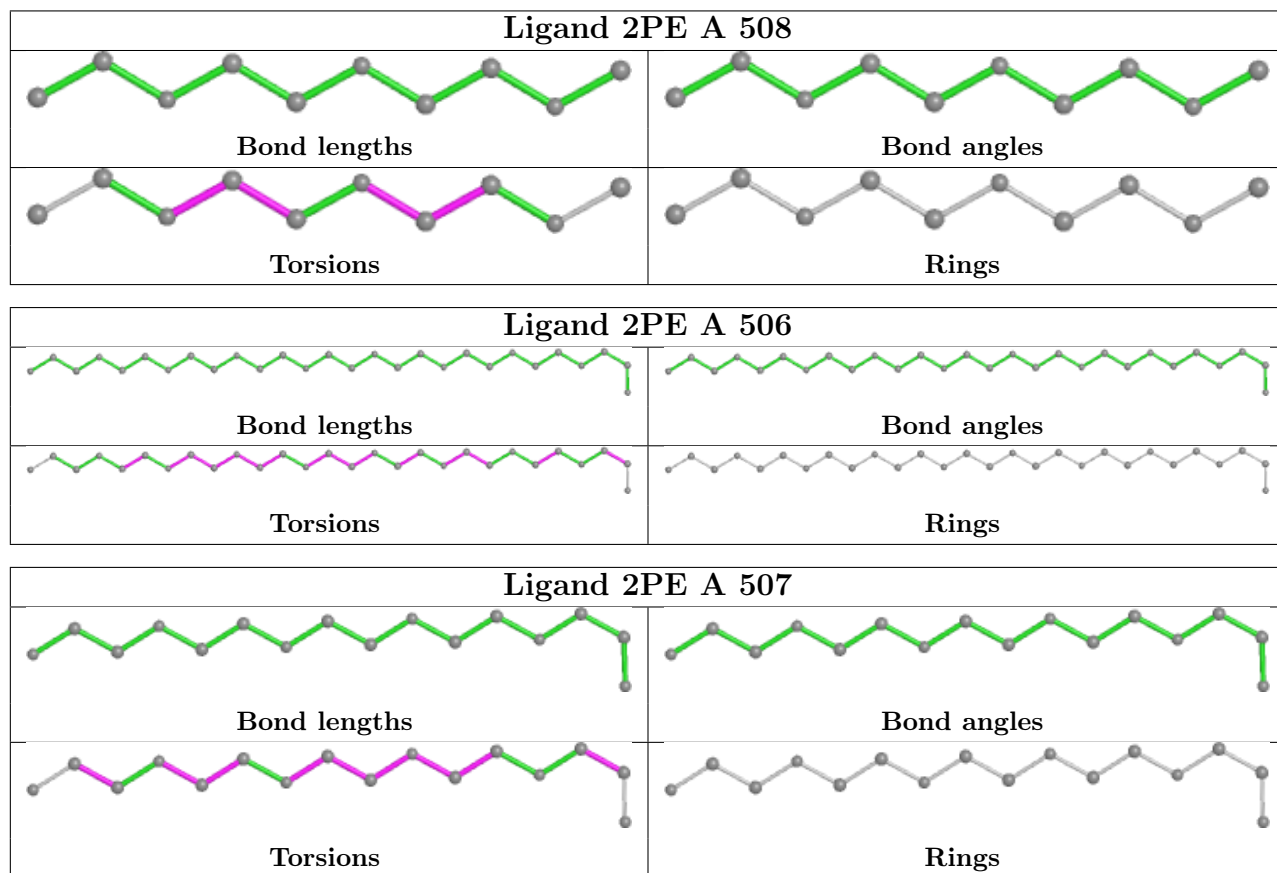 Ligand 2PE A 508
Bond lengths
Bond angles
Torsions
Rings
Ligand 2PE A 506
Bond lengths
Bond angles
Torsions
Rings
Ligand 2PE A 507
Bond lengths
Bond angles
Torsions
Rings